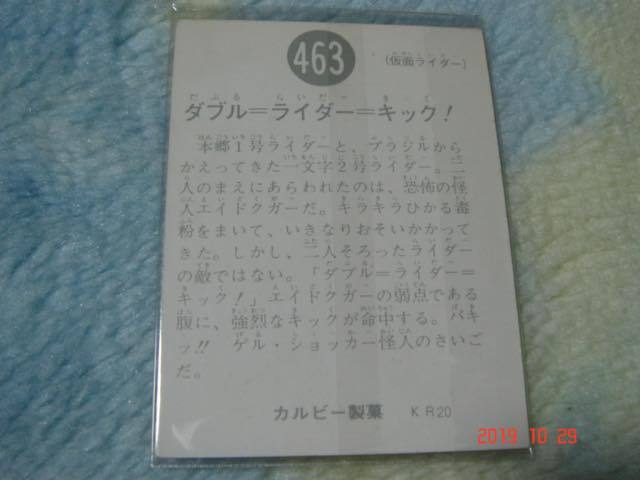 463
(仮面ライダー)
ダブル＝ライダー＝キック！
本郷1号ライダーと、ブラジルから
かえってきた一文字2号ライダー。二
人のまえにあらわれたのは、恐怖の怪
人エイドクガーだ。キラキラひかる毒
粉をまいて、いきなりおそいかかって
きた。しかし、二人そろったライダー
の敵ではない。「ダブル＝ライダー＝
キック！」エイドクガーの弱点である
腹に、強烈なキックが命中する。バキ
ッ!! ゲル・ショッカー怪人のさいご
だ。
カルビー製菓 KR20
2019 10 29